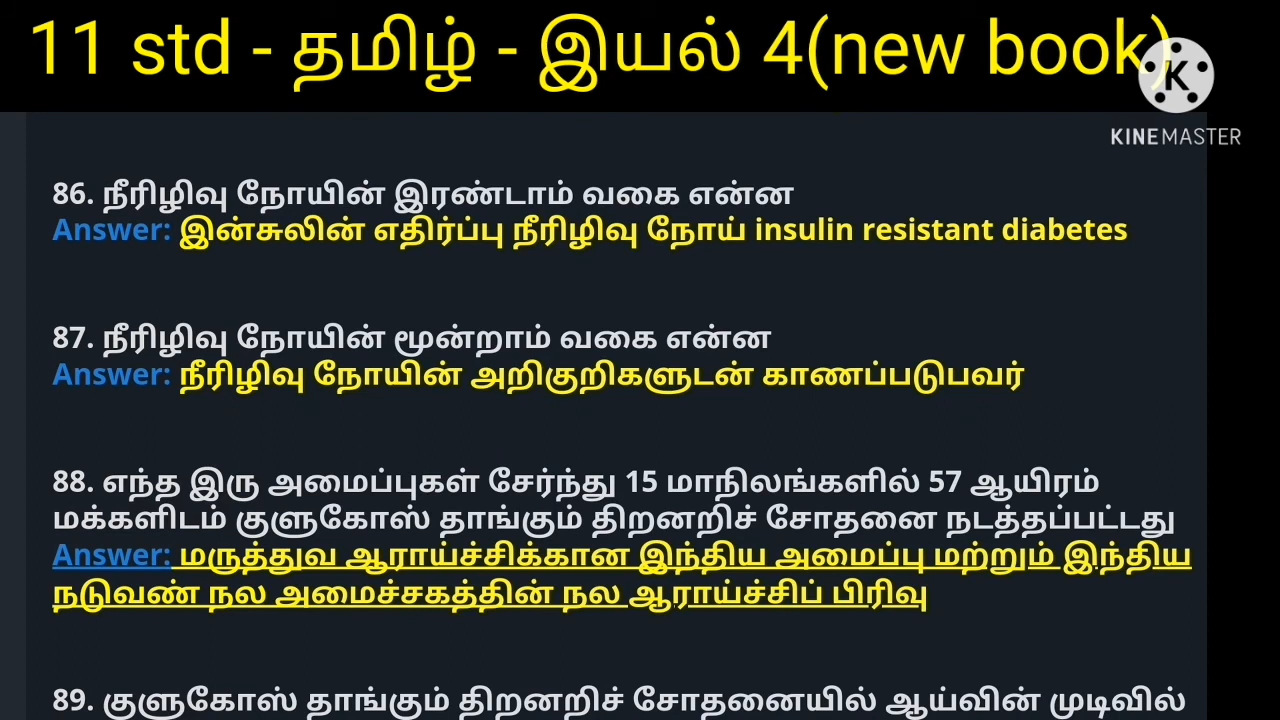 11 std - தமிழ் - இயல் 4(new book)
K
KINEMASTER
86. நீரிழிவு நோயின் இரண்டாம் வகை என்ன
Answer: இன்சுலின் எதிர்ப்பு நீரிழிவு நோய் insulin resistant diabetes
87. நீரிழிவு நோயின் மூன்றாம் வகை என்ன
Answer: நீரிழிவு நோயின் அறிகுறிகளுடன் காணப்படுபவர்
88. எந்த இரு அமைப்புகள் சேர்ந்து 15 மாநிலங்களில் 57 ஆயிரம்
மக்களிடம் குளுகோஸ் தாங்கும் திறனறிச் சோதனை நடத்தப்பட்டது
Answer: மருத்துவ ஆராய்ச்சிக்கான இந்திய அமைப்பு மற்றும் இந்திய
நடுவண் நல அமைச்சகத்தின் நல ஆராய்ச்சிப் பிரிவு
89. குளுகோஸ் தாங்கும் திறனறிச் சோதனையில் ஆய்வின் முடிவில்